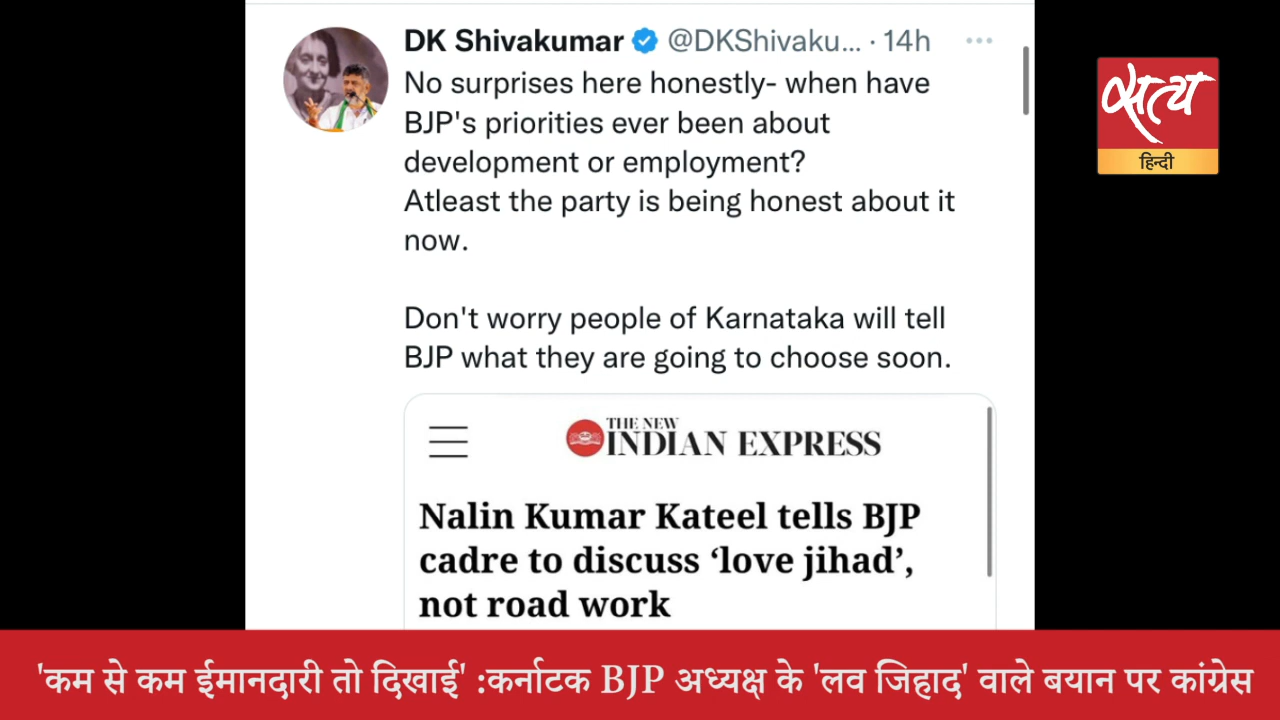 DK Shivakumar @DKShivaku... · 14h
No surprises here honestly- when have
BJP's priorities ever been about
development or employment?
Atleast the party is being honest about it
now.
Don't worry people of Karnataka will tell
BJP what they are going to choose soon.
THE NEW
INDIAN EXPRESS
Nalin Kumar Kateel tells BJP
cadre to discuss ‘love jihad’,
not road work
सत्य
हिन्दी
'कम से कम ईमानदारी तो दिखाई' :कर्नाटक BJP अध्यक्ष के 'लव जिहाद' वाले बयान पर कांग्रेस